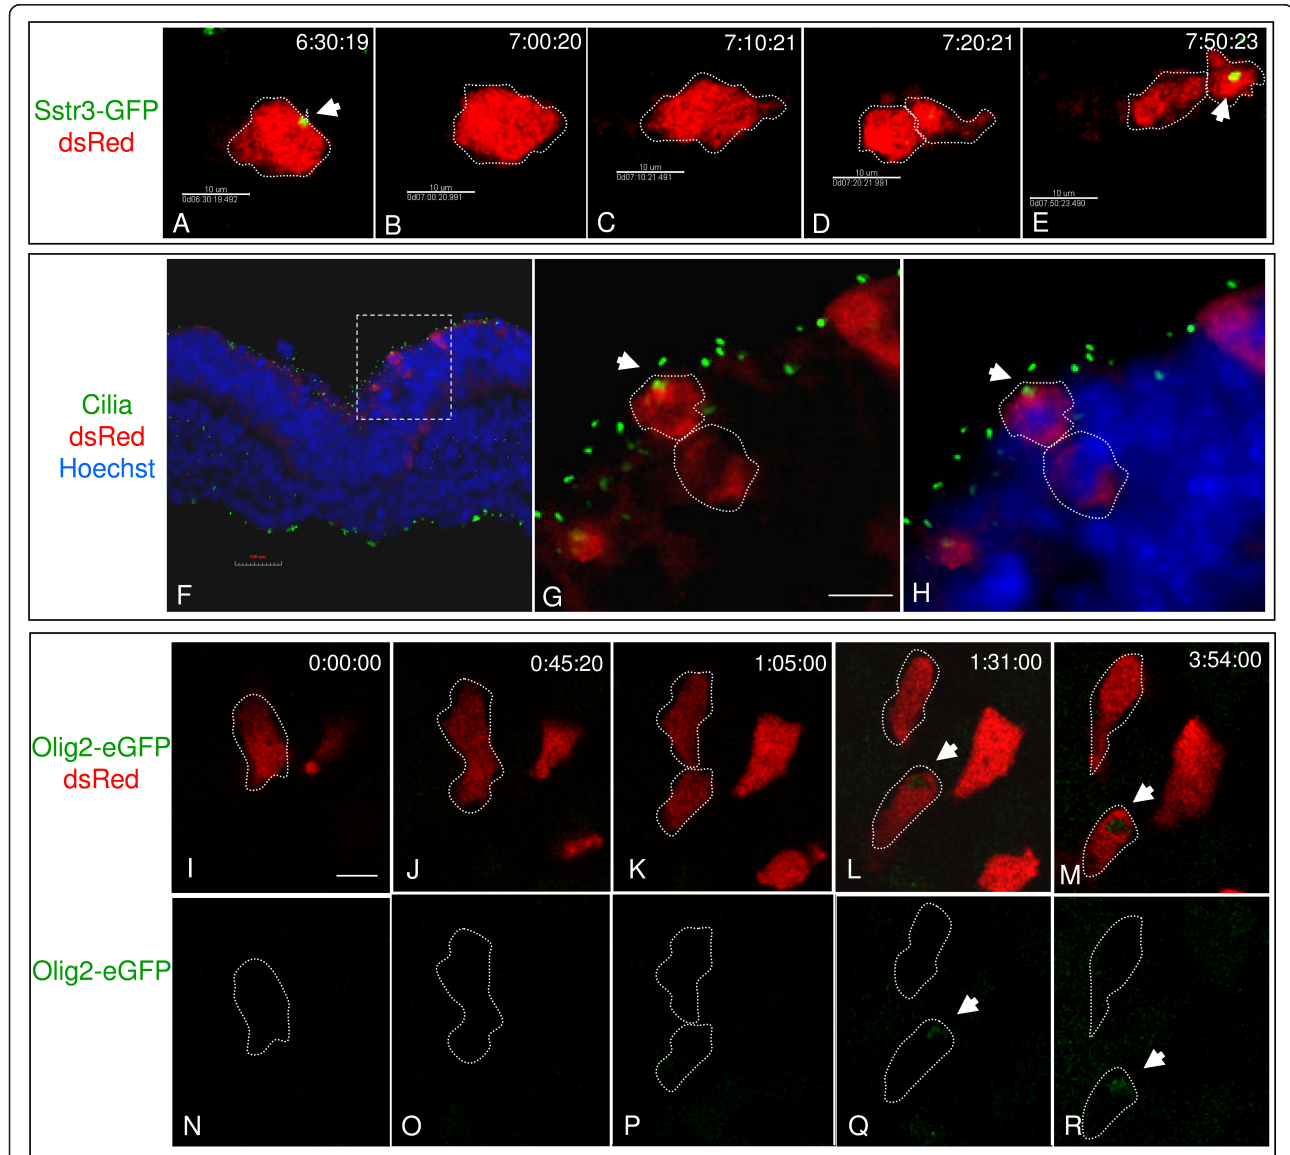 Sstr3-GFP
dsRed
6:30:19
7:00:20
7:10:21
7:20:21
7:50:23
10 um
0d06:30:19.492
10 um
0d07:00:20.991
10 um
0d07:10:21.491
10 um
0d07:20:21.991
10 um
0d07:50:23.490
A
B
C
D
E
Cilia
dsRed
Hoechst
F
G
H
Olig2-eGFP
dsRed
0:00:00
0:45:20
1:05:00
1:31:00
3:54:00
I
J
K
L
M
Olig2-eGFP
N
O
P
Q
R